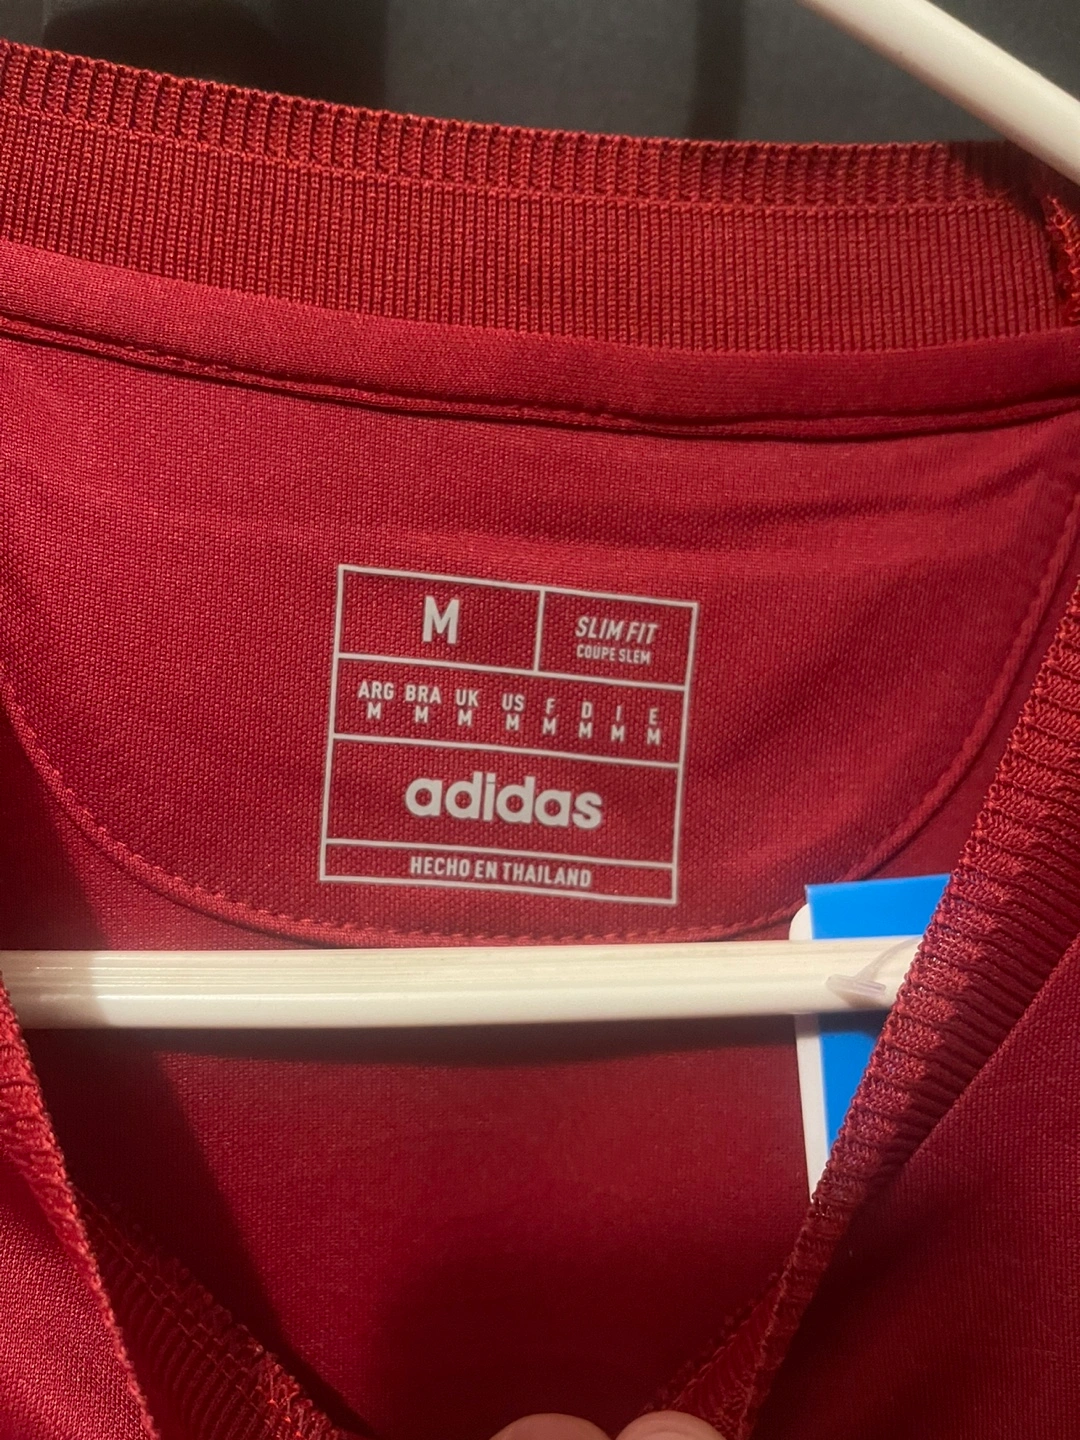 M
SLIM FIT
COUPE SLEM
ARG BRA UK US F D I E
M M M M M M M M
adidas
HECHO EN THAILAND